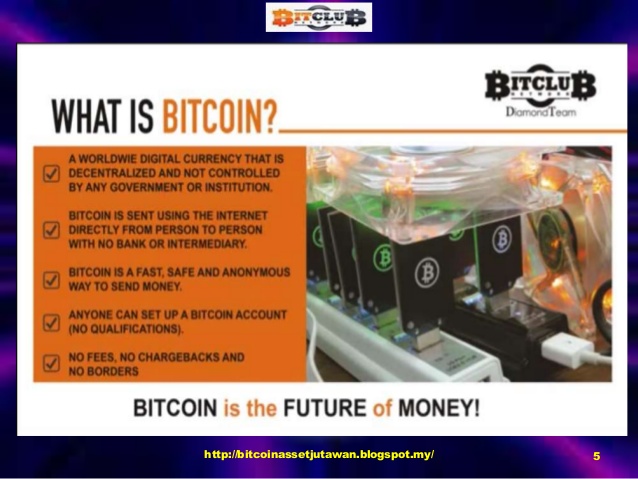 BITCLUB
NETWORK
BITCLUB
NETWORK
DiamondTeam
WHAT IS BITCOIN?
A WORLDWIE DIGITAL CURRENCY THAT IS
DECENTRALIZED AND NOT CONTROLLED
BY ANY GOVERNMENT OR INSTITUTION.
BITCOIN IS SENT USING THE INTERNET
DIRECTLY FROM PERSON TO PERSON
WITH NO BANK OR INTERMEDIARY.
BITCOIN IS A FAST, SAFE AND ANONYMOUS
WAY TO SEND MONEY.
ANYONE CAN SET UP A BITCOIN ACCOUNT
(NO QUALIFICATIONS).
NO FEES, NO CHARGEBACKS AND
NO BORDERS
BITCOIN is the FUTURE of MONEY!
http://bitcoinassetjutawan.blogspot.my/
5